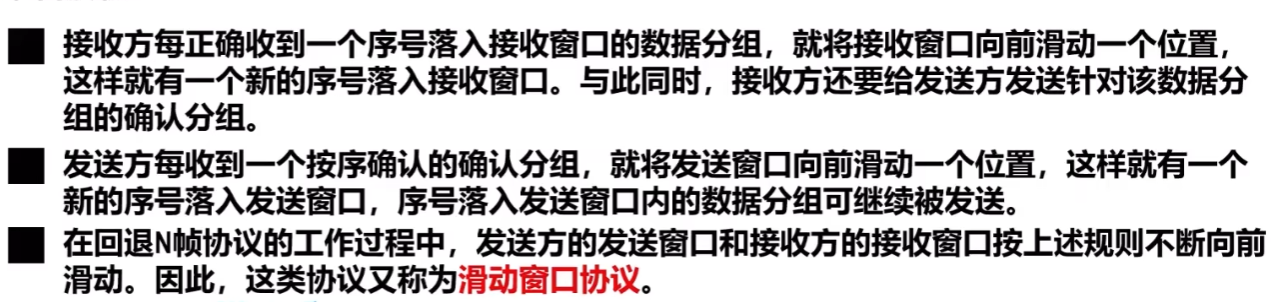 接收方每正确收到一个序号落入接收窗口的数据分组，就将接收窗口向前滑动一个位置，
这样就有一个新的序号落入接收窗口。与此同时，接收方还要给发送方发送针对该数据分
组的确认分组。
发送方每收到一个按序确认的确认分组，就将发送窗口向前滑动一个位置，这样就有一个
新的序号落入发送窗口，序号落入发送窗口内的数据分组可继续被发送。
在回退N帧协议的工作过程中，发送方的发送窗口和接收方的接收窗口按上述规则不断向前
滑动。因此，这类协议又称为滑动窗口协议。